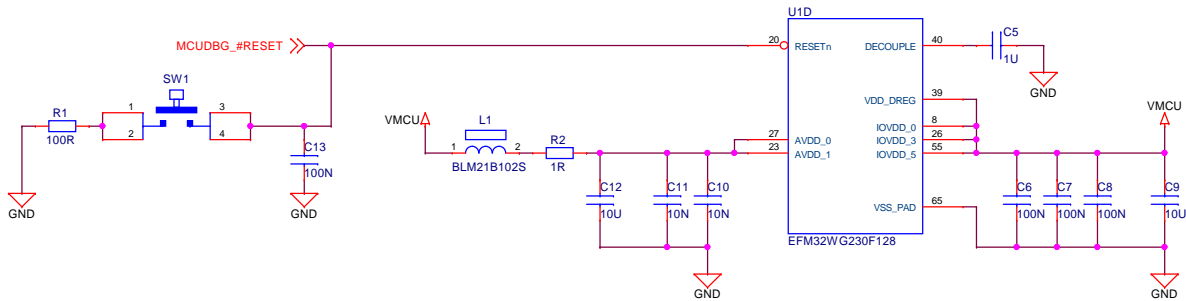 U1D
MCUDBG_#RESET
20
RESETn
DECOUPLE
40
C5
1U
GND
SW1
R1
100R
1
2
3
4
C13
100N
GND
GND
VMCU
L1
1
2
BLM21B102S
R2
1R
27
23
AVDD_0
AVDD_1
VDD_DREG
39
IOVDD_0
8
IOVDD_3
26
IOVDD_5
55
VMCU
C12
10U
C11
10N
C10
10N
GND
VSS_PAD
65
C6
100N
C7
100N
C8
100N
C9
10U
GND
EFM32WG230F128